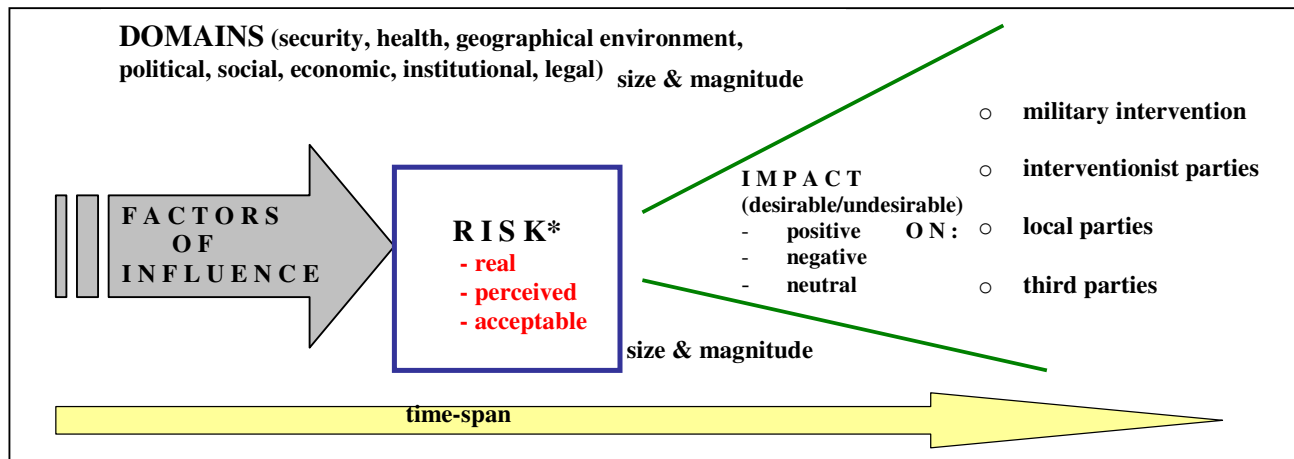 DOMAINS (security, health, geographical environment,
political, social, economic, institutional, legal)
size & magnitude
FACTORS
OF
INFLUENCE
RISK*
- real
- perceived
- acceptable
IMPACT
(desirable/undesirable)
- positive ON:
- negative
- neutral
○ military intervention
○ interventionist parties
○ local parties
○ third parties
size & magnitude
time-span